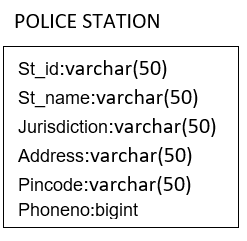 POLICE STATION
St_id:varchar(50)
St_name:varchar(50)
Jurisdiction:varchar(50)
Address:varchar(50)
Pincode:varchar(50)
Phoneno:bigint